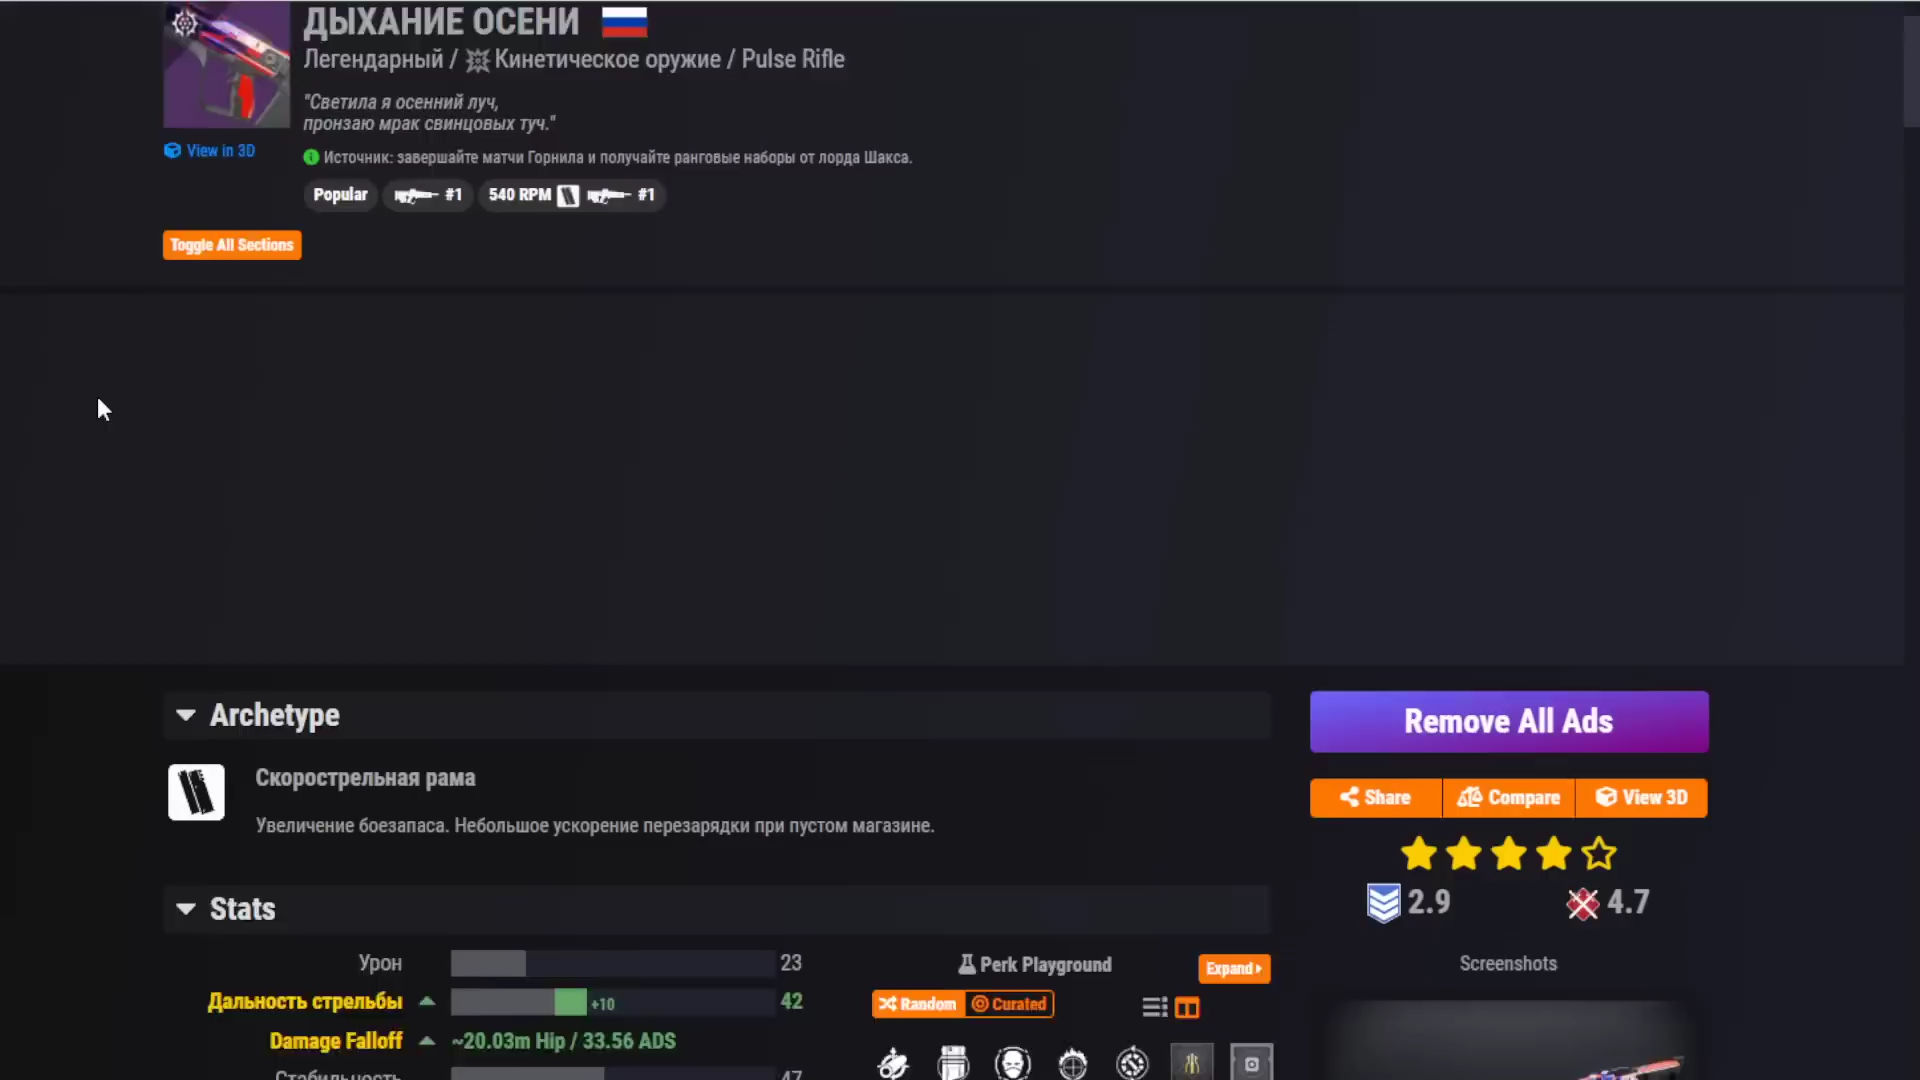 ДЫХАНИЕ ОСЕНИ
Легендарный / Кинетическое оружие / Pulse Rifle
"Светила я осенний луч,
пронзаю мрак свинцовых туч."
View in 3D
Источник: завершайте матчи Горнила и получайте ранговые наборы от лорда Шакса.
Popular #1 540 RPM #1
Toggle All Sections
Archetype
Скорострельная рама
Увеличение боезапаса. Небольшое ускорение перезарядки при пустом магазине.
Stats
Урон 23
Дальность стрельбы +10 42
Damage Falloff ~20.03m Hip / 33.56 ADS
Стабильность 47
Perk Playground
Expand
Random Curated
Remove All Ads
Share Compare View 3D
2.9 4.7
Screenshots